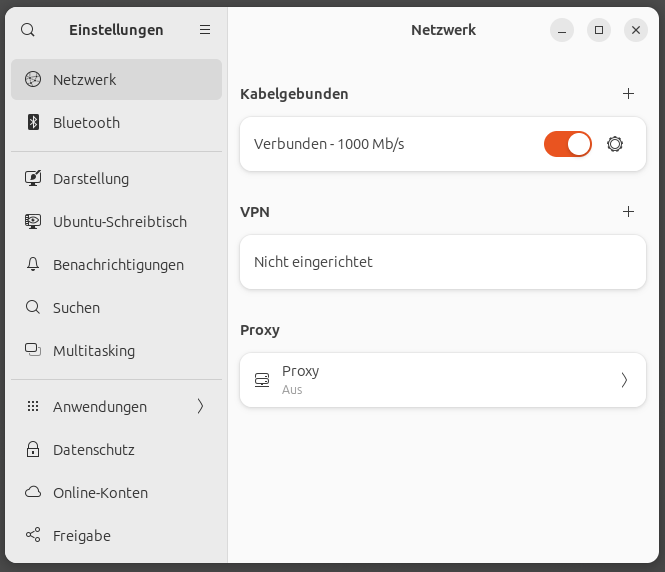 Einstellungen
Netzwerk
Bluetooth
Darstellung
Ubuntu-Schreibtisch
Benachrichtigungen
Suchen
Multitasking
Anwendungen
Datenschutz
Online-Konten
Freigabe
Netzwerk
Kabelgebunden
Verbunden - 1000 Mb/s
VPN
Nicht eingerichtet
Proxy
Proxy
Aus